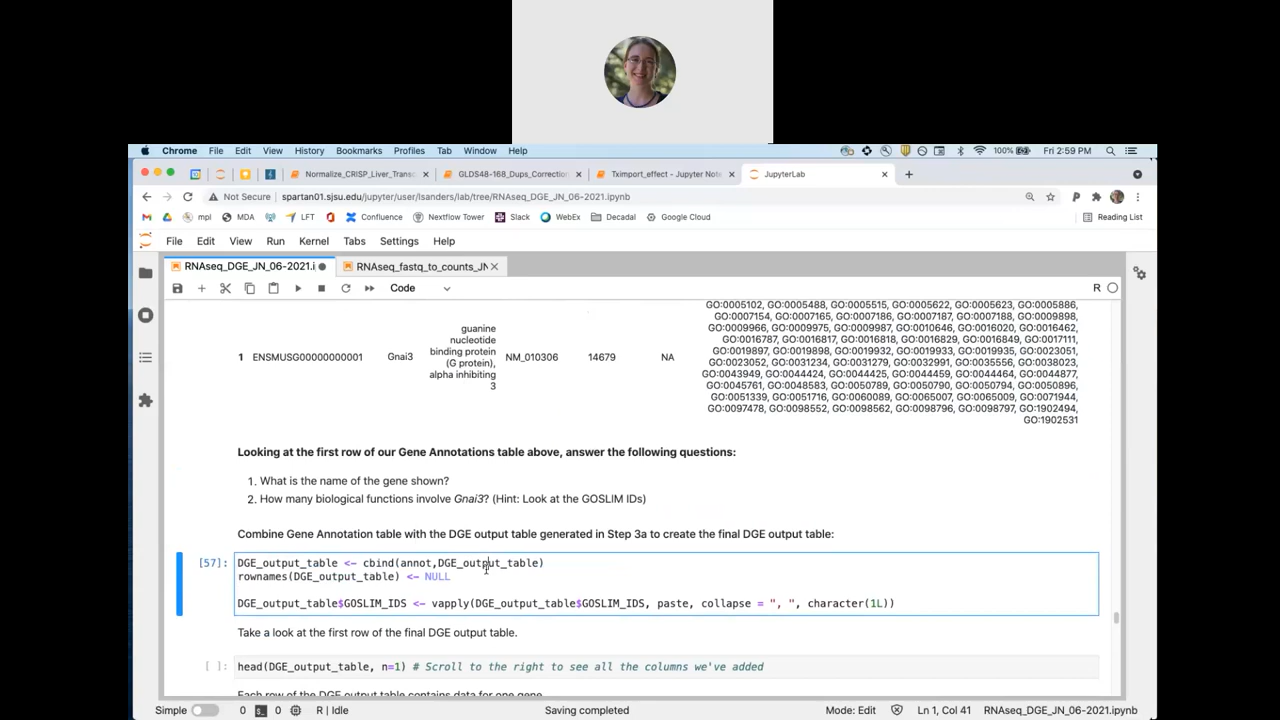 Chrome File Edit View History Bookmarks Profiles Tab Window Help 100% Fri 2:59 PM
Normalize_CRISP_Liver_Transc GLDS48-168_Dups_Correction Tximport_effect - Jupyter Note JupyterLab
Not Secure spartan01.sjsu.edu/jupyter/user/lsanders/lab/tree/RNAseq_DGE_JN_06-2021.ipynb
mpl MDA LFT Confluence Nextflow Tower Slack WebEx Decadal Google Cloud Reading List
File Edit View Run Kernel Tabs Settings Help
RNAseq_DGE_JN_06-2021.i RNAseq_fastq_to_counts_JN
Code R
GO:0005102, GO:0005488, GO:0005515, GO:0005622, GO:0005623, GO:0005886,
GO:0007154, GO:0007165, GO:0007186, GO:0007187, GO:0007188, GO:0009898,
GO:0009966, GO:0009975, GO:0009987, GO:0010646, GO:0016020, GO:0016462,
GO:0016787, GO:0016817, GO:0016818, GO:0016829, GO:0016849, GO:0017111,
GO:0019897, GO:0019898, GO:0019932, GO:0019933, GO:0019935, GO:0023051,
GO:0023052, GO:0031234, GO:0031279, GO:0032991, GO:0035556, GO:0038023,
GO:0043949, GO:0044424, GO:0044425, GO:0044459, GO:0044464, GO:0044877,
GO:0045761, GO:0048583, GO:0050789, GO:0050790, GO:0050794, GO:0050896,
GO:0051339, GO:0051716, GO:0060089, GO:0065007, GO:0065009, GO:0071944,
GO:0097478, GO:0098552, GO:0098562, GO:0098796, GO:0098797, GO:1902494,
GO:1902531
1 ENSMUSG00000000001 Gnai3
guanine
nucleotide
binding protein
(G protein),
alpha inhibiting
3
NM_010306 14679 NA
Looking at the first row of our Gene Annotations table above, answer the following questions:
1. What is the name of the gene shown?
2. How many biological functions involve Gnai3? (Hint: Look at the GOSLIM IDs)
Combine Gene Annotation table with the DGE output table generated in Step 3a to create the final DGE output table:
[57]: DGE_output_table <- cbind(annot,DGE_output_table)
rownames(DGE_output_table) <- NULL
DGE_output_table$GOSLIM_IDS <- vapply(DGE_output_table$GOSLIM_IDS, paste, collapse = ", ", character(1L))
Take a look at the first row of the final DGE output table.
[ ]: head(DGE_output_table, n=1) # Scroll to the right to see all the columns we've added
Each row of the DGE output table contains data for one gene
Simple 0 0 R | Idle Saving completed Mode: Edit Ln 1, Col 41 RNAseq_DGE_JN_06-2021.ipynb